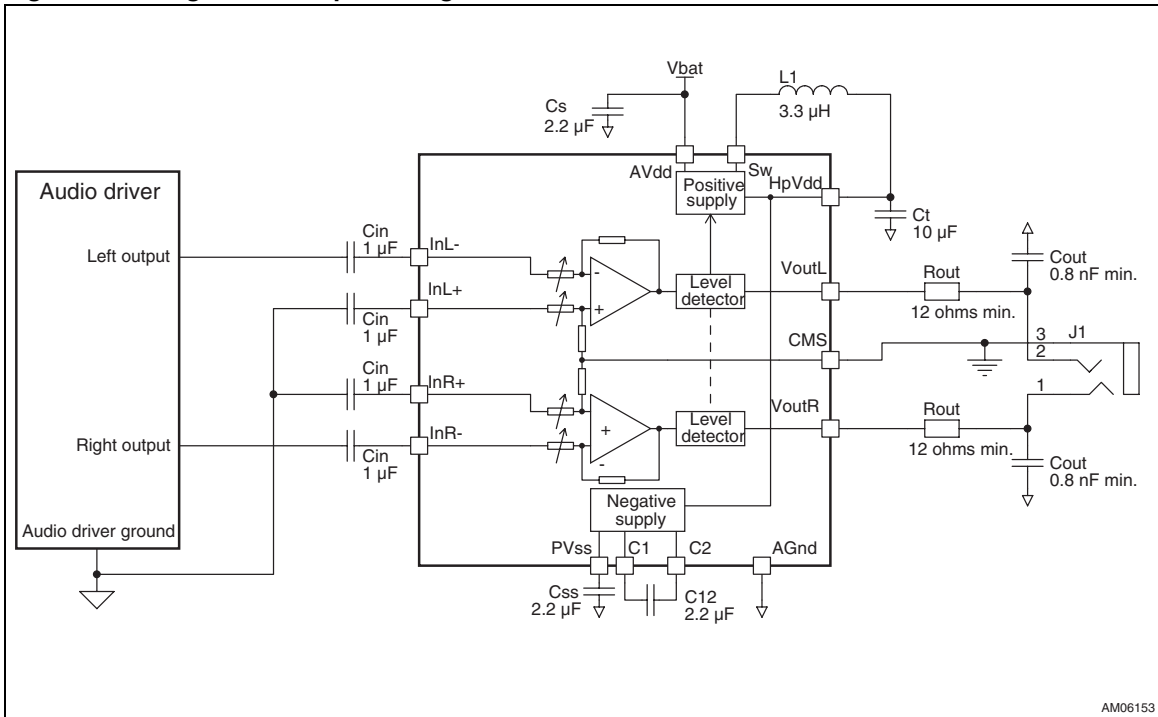 Vbat
Cs
2.2 µF
L1
3.3 µH
AVdd
Sw
HpVdd
Positive
supply
Ct
10 µF
Audio driver
Left output
Right output
Audio driver ground
Cin
1 µF
InL-
InL+
Cin
1 µF
Cin
1 µF
InR+
InR-
Cin
1 µF
-
+
+
-
Level
detector
Level
detector
VoutL
CMS
VoutR
Rout
12 ohms min.
Cout
0.8 nF min.
3
J1
2
1
Rout
12 ohms min.
Cout
0.8 nF min.
Negative
supply
PVss
C1
C2
AGnd
Css
2.2 µF
C12
2.2 µF
AM06153